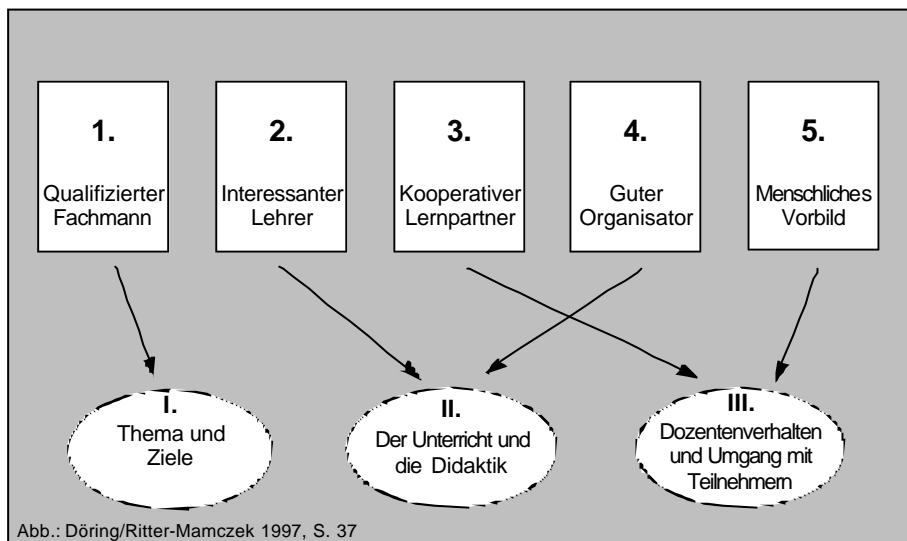 1.
Qualifizierter
Fachmann
2.
Interessanter
Lehrer
3.
Kooperativer
Lernpartner
4.
Guter
Organisator
5.
Menschliches
Vorbild
I.
Thema und
Ziele
II.
Der Unterricht und
die Didaktik
III.
Dozentenverhalten
und Umgang mit
Teilnehmern
Abb.: Döring/Ritter-Mamczek 1997, S. 37